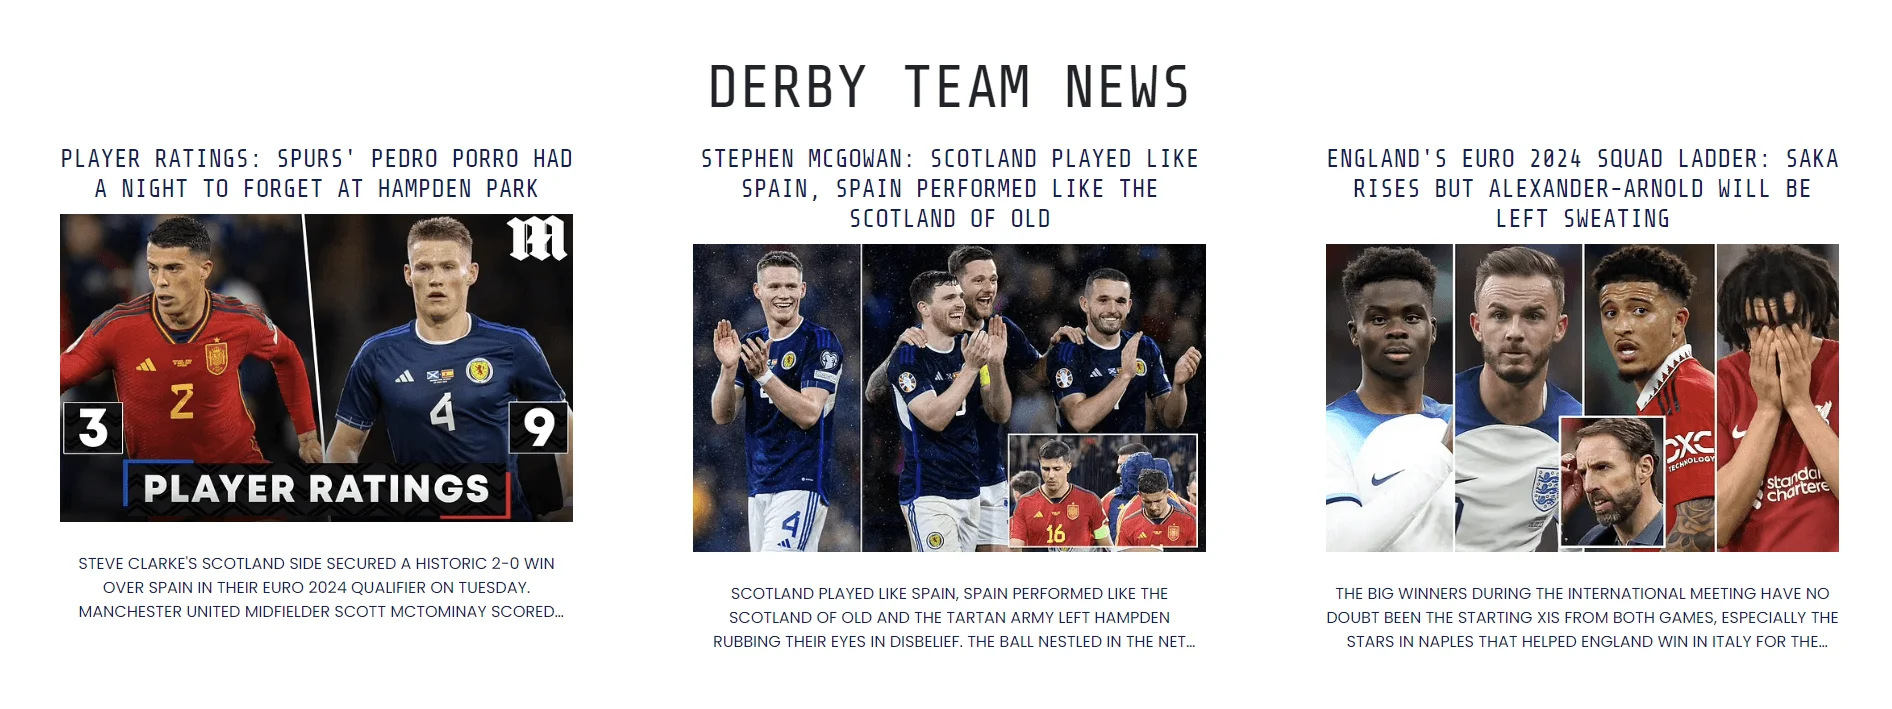 DERBY TEAM NEWS
PLAYER RATINGS: SPURS' PEDRO PORRO HAD
A NIGHT TO FORGET AT HAMPDEN PARK
2
4
3
9
PLAYER RATINGS
STEVE CLARKE'S SCOTLAND SIDE SECURED A HISTORIC 2-0 WIN
OVER SPAIN IN THEIR EURO 2024 QUALIFIER ON TUESDAY.
MANCHESTER UNITED MIDFIELDER SCOTT MCTOMINAY SCORED...
STEPHEN MCGOWAN: SCOTLAND PLAYED LIKE
SPAIN, SPAIN PERFORMED LIKE THE
SCOTLAND OF OLD
4
16
SCOTLAND PLAYED LIKE SPAIN, SPAIN PERFORMED LIKE THE
SCOTLAND OF OLD AND THE TARTAN ARMY LEFT HAMPDEN
RUBBING THEIR EYES IN DISBELIEF. THE BALL NESTLED IN THE NET...
ENGLAND'S EURO 2024 SQUAD LADDER: SAKA
RISES BUT ALEXANDER-ARNOLD WILL BE
LEFT SWEATING
TECHNOLOGY
THE BIG WINNERS DURING THE INTERNATIONAL MEETING HAVE NO
DOUBT BEEN THE STARTING XIS FROM BOTH GAMES, ESPECIALLY THE
STARS IN NAPLES THAT HELPED ENGLAND WIN IN ITALY FOR THE...